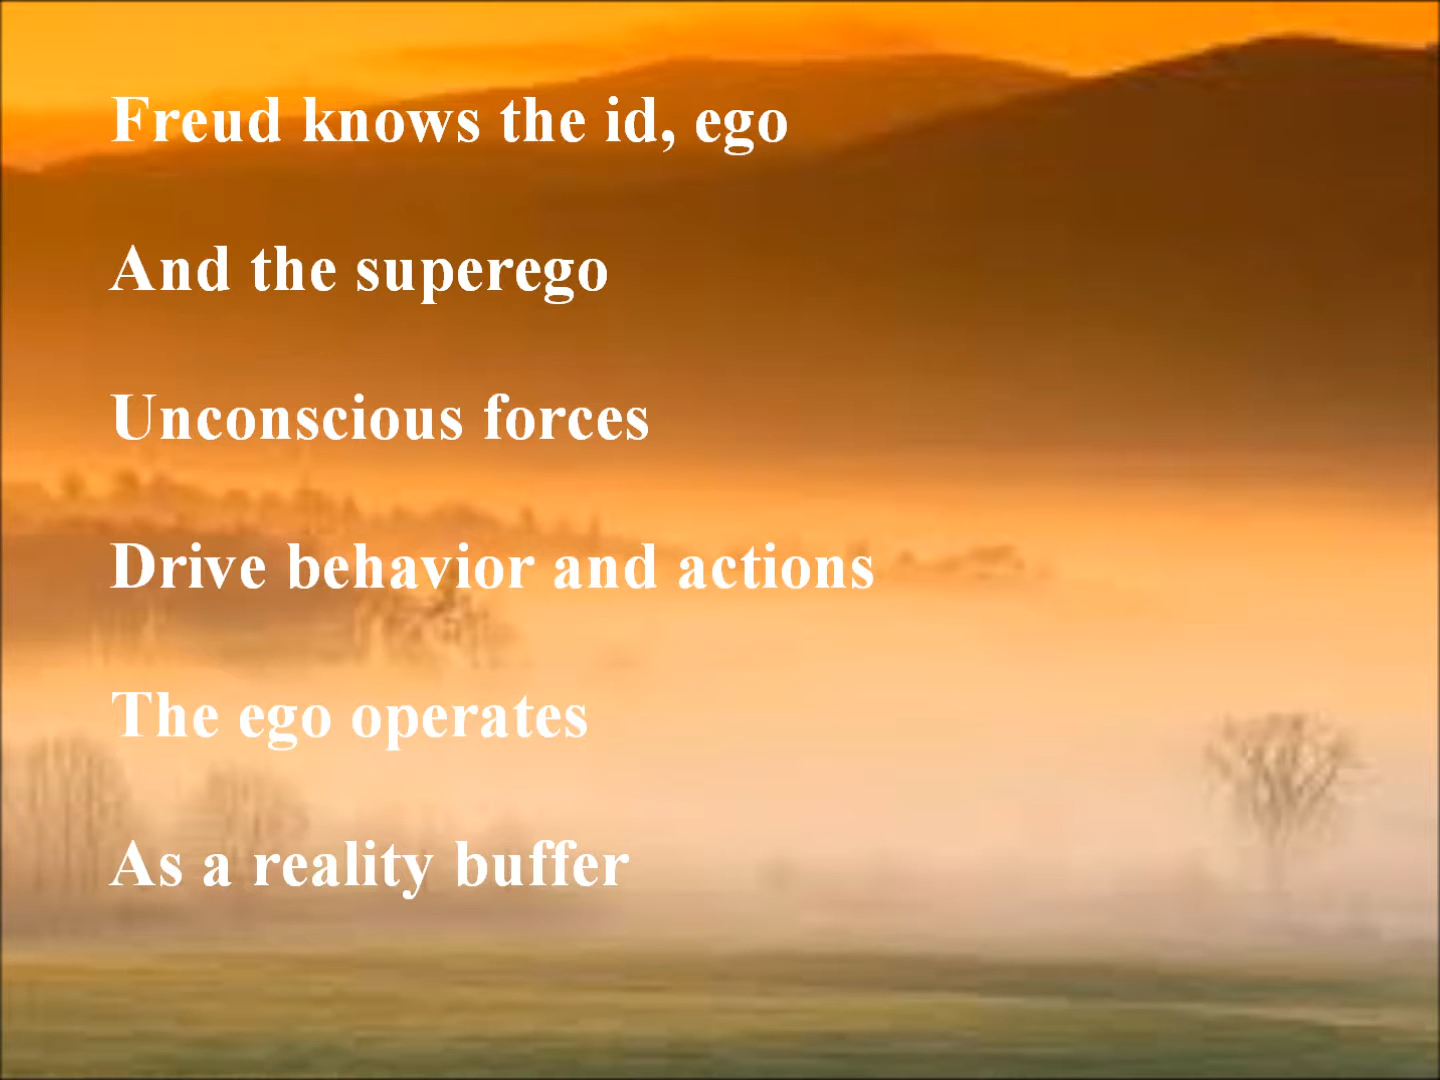 Freud knows the id, ego
And the superego
Unconscious forces
Drive behavior and actions
The ego operates
As a reality buffer